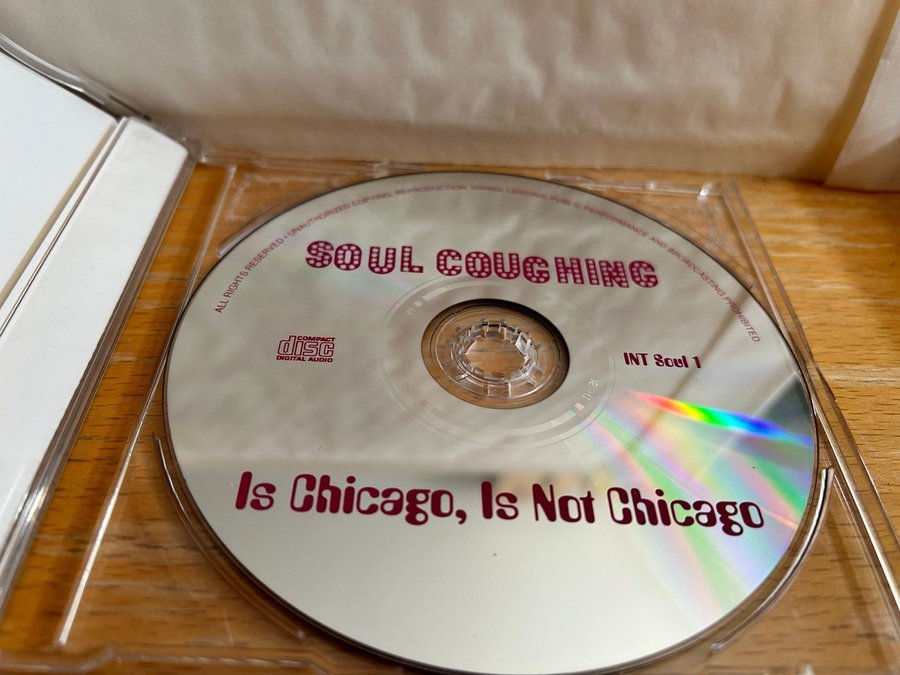 ALL RIGHTS RESERVED - UNAUTHORIZED COPYING, REPRODUCTION, HIRING, LENDING, PUBLIC PERFORMANCE AND BROADCASTING PROHIBITED.
SOUL COUGHING
COMPACT
disc
DIGITAL AUDIO
INT Soul 1
Is Chicago, Is Not Chicago